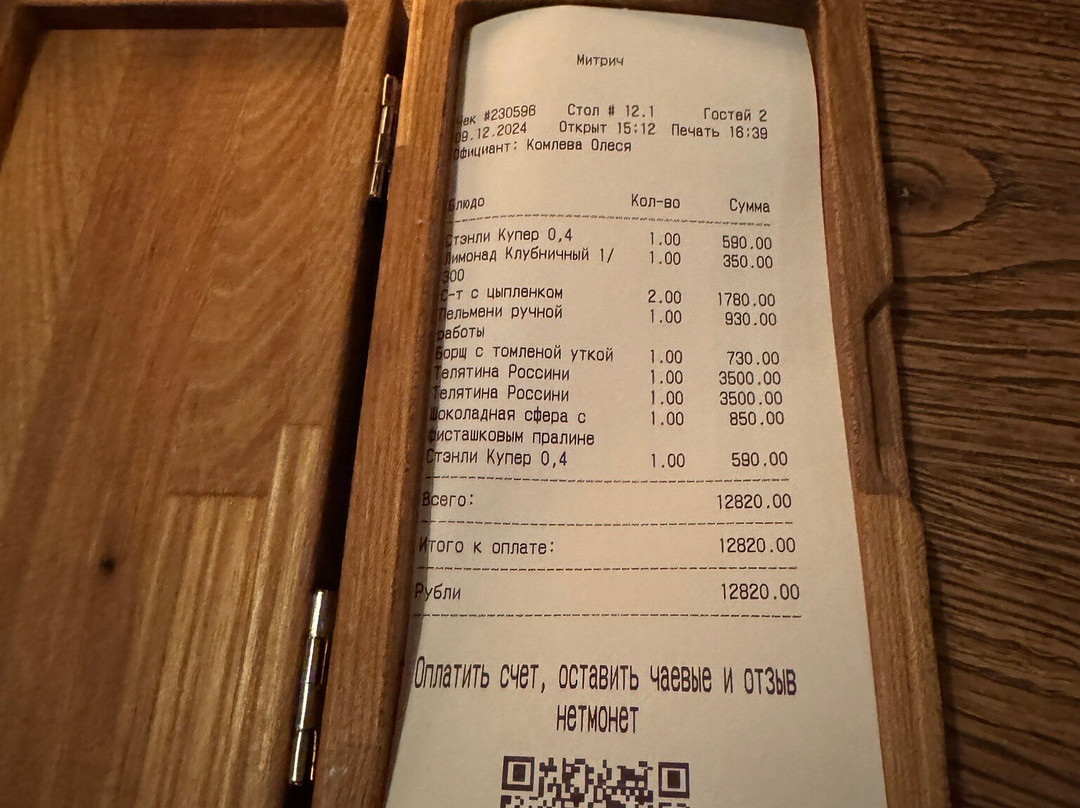 Митрич
Чек #230596 Стол # 12.1 Гостей 2
09.12.2024 Открыт 15:12 Печать 16:39
Официант: Комлева Олеся
Блюдо Кол-во Сумма
Стэнли Купер 0,4 1.00 590.00
Лимонад Клубничный 1/ 1.00 350.00
300
С-т с цыпленком 2.00 1780.00
Пельмени ручной 1.00 930.00
работы
Борщ с томленой уткой 1.00 730.00
Телятина Россини 1.00 3500.00
Телятина Россини 1.00 3500.00
Шоколадная сфера с 1.00 850.00
фисташковым пралине
Стэнли Купер 0,4 1.00 590.00
Всего: 12820.00
Итого к оплате: 12820.00
Рубли 12820.00
Оплатить счет, оставить чаевые и отзыв
нетмонет